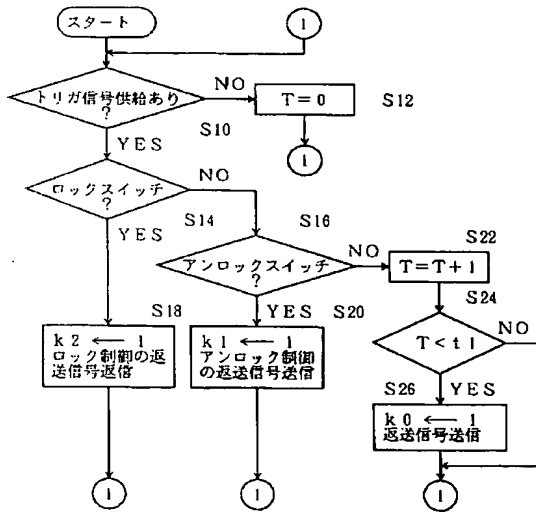 スタート
1
トリガ信号供給あり
?
NO
T=0
S12
S10
YES
1
ロックスイッチ
?
NO
S14
YES
S16
アンロックスイッチ
?
NO
S22
T=T+1
S24
S18
YES
S20
k2 ← 1
ロック制御の返
送信号返信
k1 ← 1
アンロック制御
の返送信号送信
T<t1
NO
S26
YES
k0 ← 1
返送信号送信
1
1
1